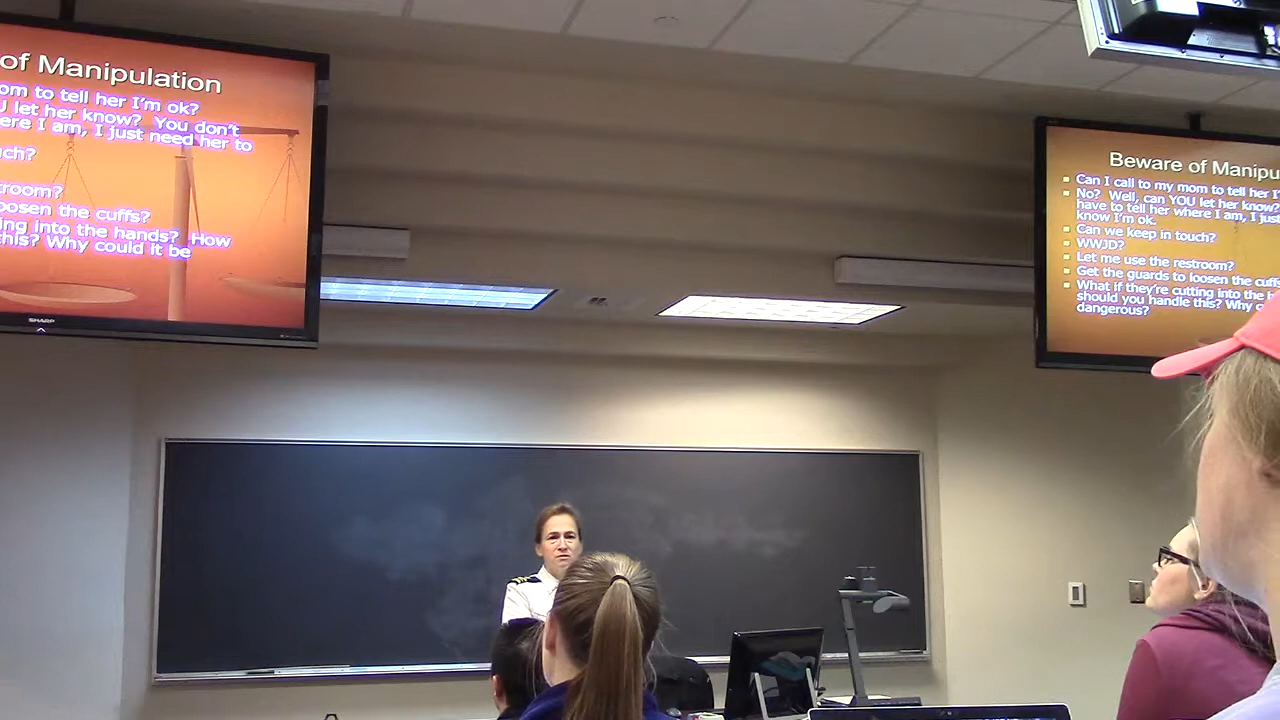 of Manipulation
om to tell her I'm ok?
U let her know? You don't
ere I am, I just need her to
uch?
troom?
oosen the cuffs?
ing into the hands? How
this? Why could it be
SHARP
Beware of Manipu
Can I call to my mom to tell her I'
No? Well, can YOU let her know?
have to tell her where I am, I jus
know I'm ok.
Can we keep in touch?
WWJD?
Let me use the restroom?
Get the guards to loosen the cuffs
What if they're cutting into the h
should you handle this? Why c
dangerous?